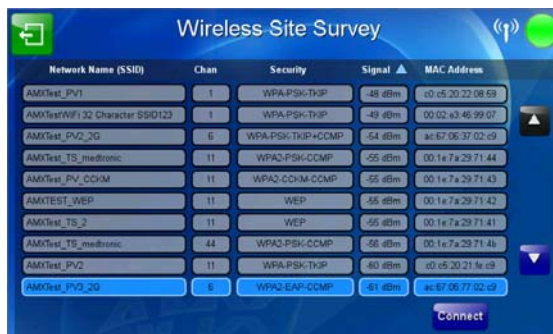 Wireless Site Survey
Network Name (SSID) Chan Security Signal MAC Address
AMXTest_PV1 1 WPA-PSK-TKIP -48 dBm c0:c5:20:22:08:59
AMXTestWiFi 32 Character SSID123 1 WPA-PSK-TKIP -49 dBm 00:02:e3:46:99:07
AMXTest_PV2_2G 6 WPA-PSK-TKIP+CCMP -54 dBm ac:67:06:37:02:c9
AMXTest_TS_medtronic 11 WPA2-PSK-CCMP -55 dBm 00:1e:7a:29:71:44
AMXTest_PV_CCKM 11 WPA2-CCKM-CCMP -55 dBm 00:1e:7a:29:71:43
AMXTEST_WEP 11 WEP -55 dBm 00:1e:7a:29:71:42
AMXTest_TS_2 11 WEP -55 dBm 00:1e:7a:29:71:41
AMXTest_TS_medtronic 44 WPA2-PSK-CCMP -56 dBm 00:1e:7a:29:71:4b
AMXTest_PV2 11 WPA-PSK-TKIP -60 dBm c0:c5:20:21:fe:c9
AMXTest_PV3_2G 6 WPA2-EAP-CCMP -61 dBm ac:67:06:77:02:c9
Connect